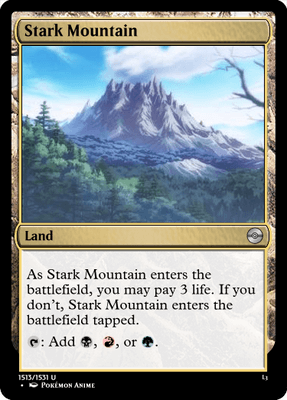 Stark Mountain
Land
As Stark Mountain enters the
battlefield, you may pay 3 life. If you
don't, Stark Mountain enters the
battlefield tapped.
: Add , , or .
1513/1531 U
• Pokémon Anime